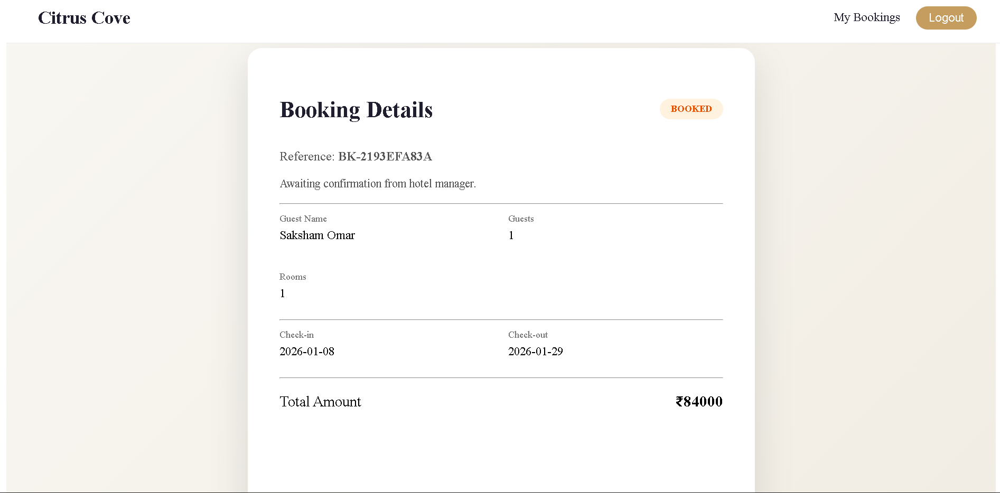 Citrus Cove
My Bookings
Logout
Booking Details
BOOKED
Reference: BK-2193EFA83A
Awaiting confirmation from hotel manager.
Guest Name
Saksham Omar
Guests
1
Rooms
1
Check-in
2026-01-08
Check-out
2026-01-29
Total Amount
₹84000